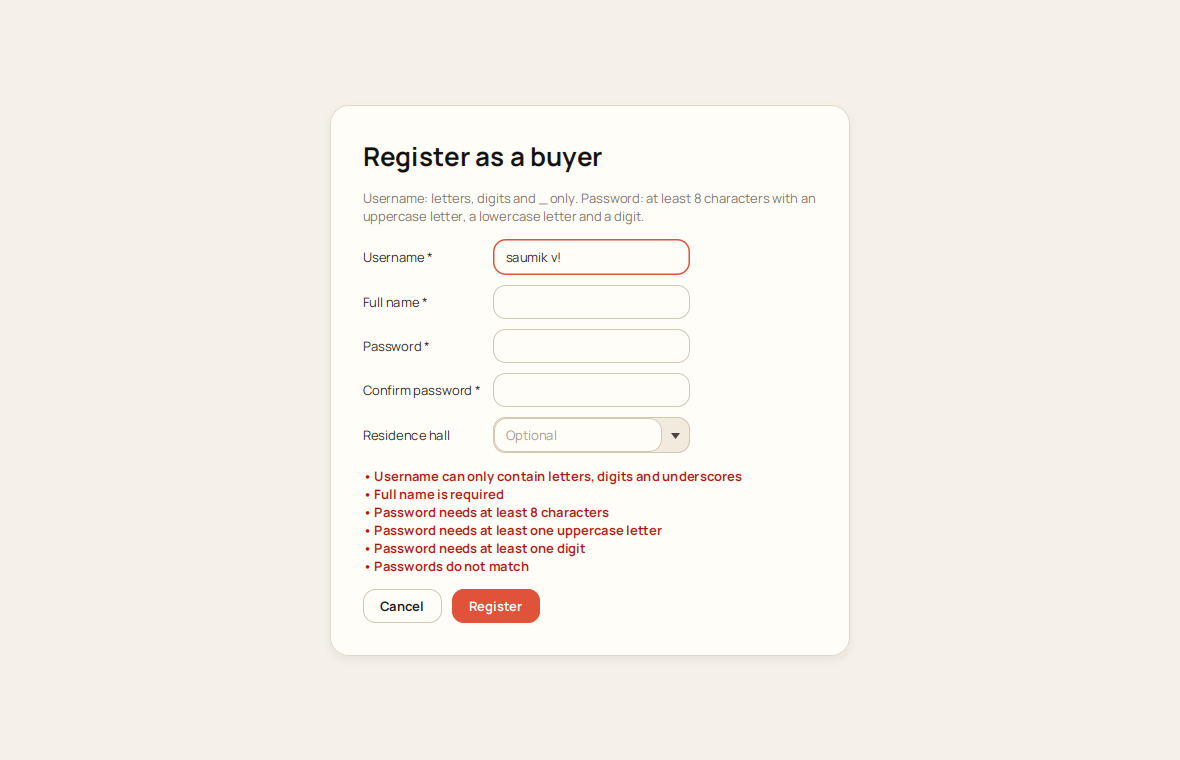 Register as a buyer
Username: letters, digits and _ only. Password: at least 8 characters with an
uppercase letter, a lowercase letter and a digit.
Username *
saumik v!
Full name *
Password *
Confirm password *
Residence hall
Optional
• Username can only contain letters, digits and underscores
• Full name is required
• Password needs at least 8 characters
• Password needs at least one uppercase letter
• Password needs at least one digit
• Passwords do not match
Cancel
Register